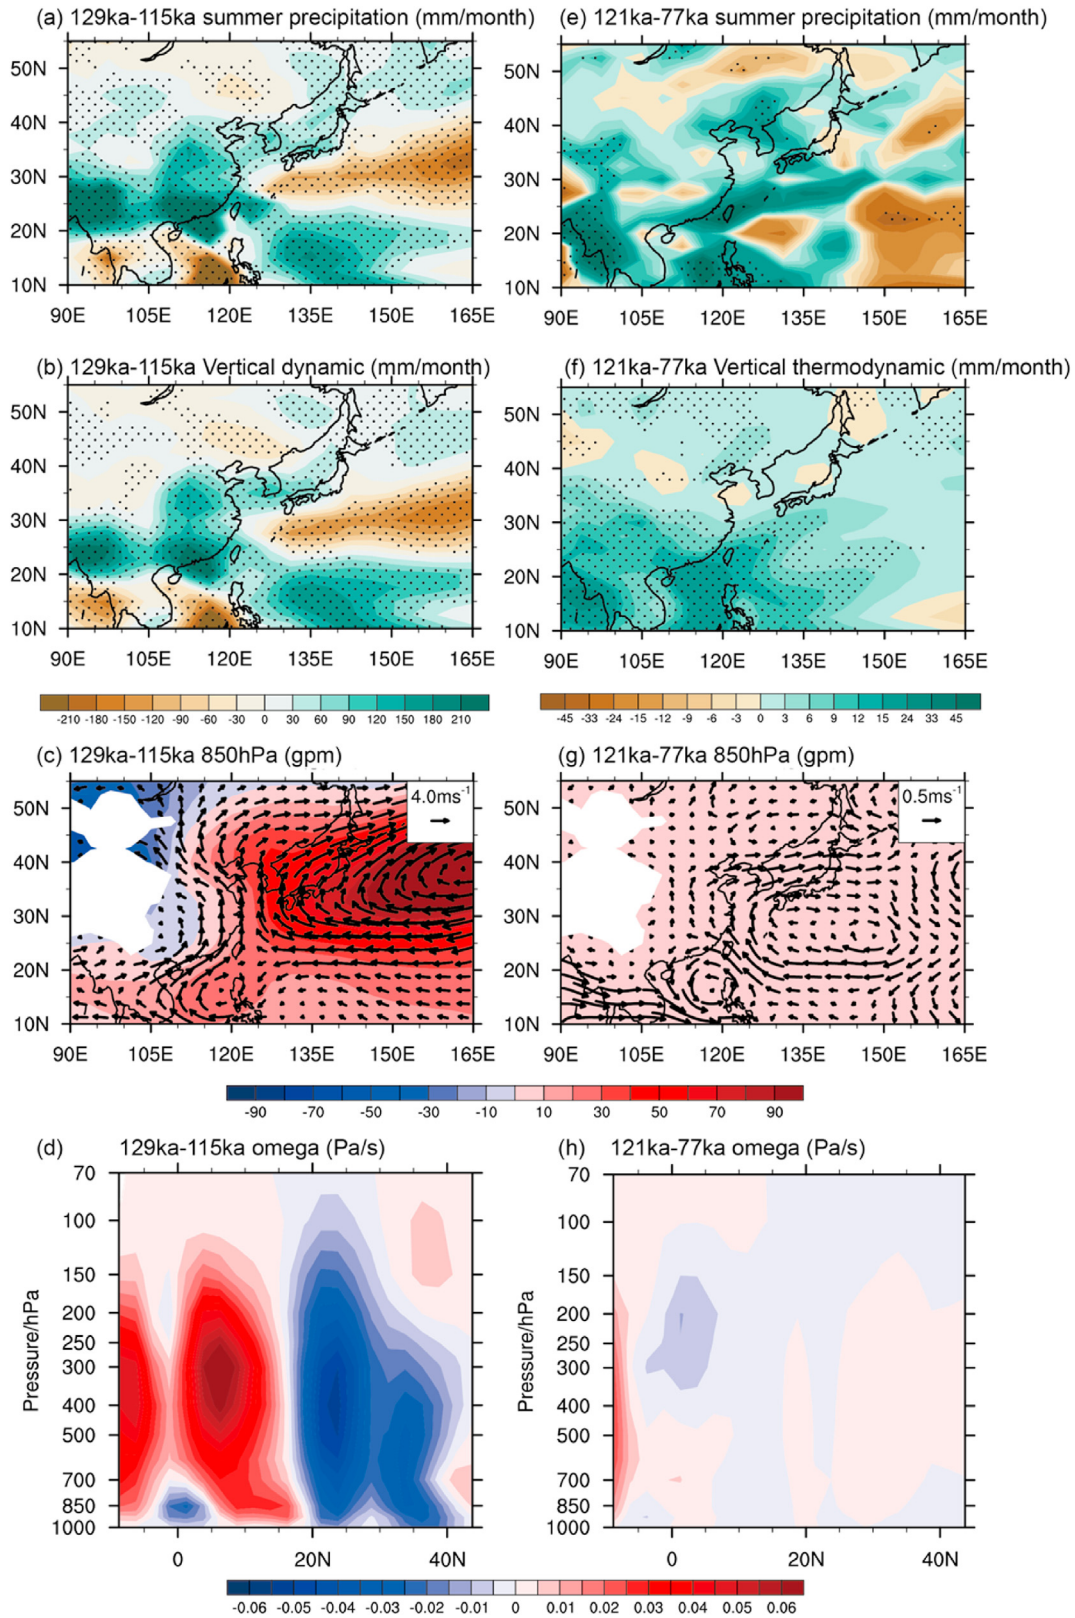 (a) 129ka-115ka summer precipitation (mm/month)
50N
40N
30N
20N
10N
90E 105E 120E 135E 150E 165E
(e) 121ka-77ka summer precipitation (mm/month)
50N
40N
30N
20N
10N
90E 105E 120E 135E 150E 165E
(b) 129ka-115ka Vertical dynamic (mm/month)
50N
40N
30N
20N
10N
90E 105E 120E 135E 150E 165E
(f) 121ka-77ka Vertical thermodynamic (mm/month)
50N
40N
30N
20N
10N
90E 105E 120E 135E 150E 165E
-210 -180 -150 -120 -90 -60 -30 0 30 60 90 120 150 180 210
-45 -33 -15 -12 -9 -6 -3 0 3 6 9 12 15 24 33 45
(c) 129ka-115ka 850hPa (gpm)
4.0ms-1
50N
40N
30N
20N
10N
90E 105E 120E 135E 150E 165E
(g) 121ka-77ka 850hPa (gpm)
0.5ms-1
50N
40N
30N
20N
10N
90E 105E 120E 135E 150E 165E
-90 -70 -50 -30 -10 10 30 50 70 90
(d) 129ka-115ka omega (Pa/s)
Pressure/hPa
70
100
150
200
250
300
400
500
700
850
1000
0 20N 40N
(h) 121ka-77ka omega (Pa/s)
Pressure/hPa
70
100
150
200
250
300
400
500
700
850
1000
0 20N 40N
-0.06 -0.05 -0.04 -0.03 -0.02 -0.01 0 0.01 0.02 0.03 0.04 0.05 0.06